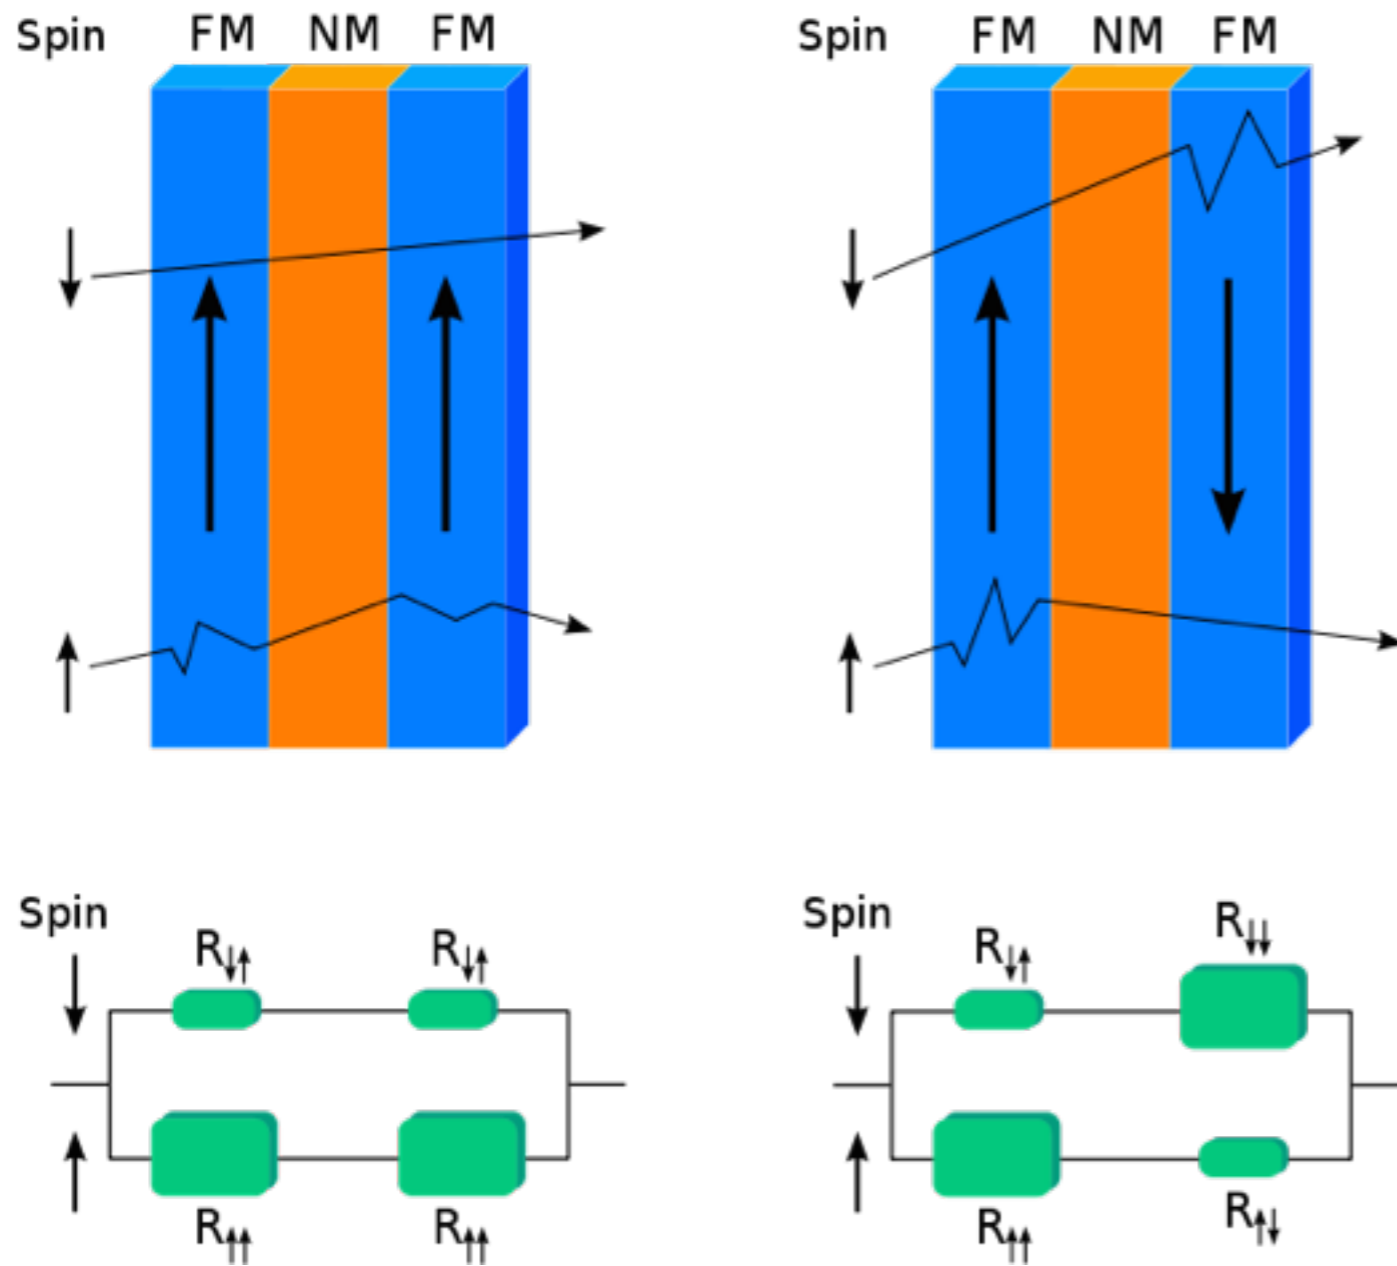 Spin FM NM FM
Spin FM NM FM
Spin
R↓↑ R↓↑
R↑↑ R↑↑
Spin
R↓↑ R↓↓
R↑↑ R↑↓